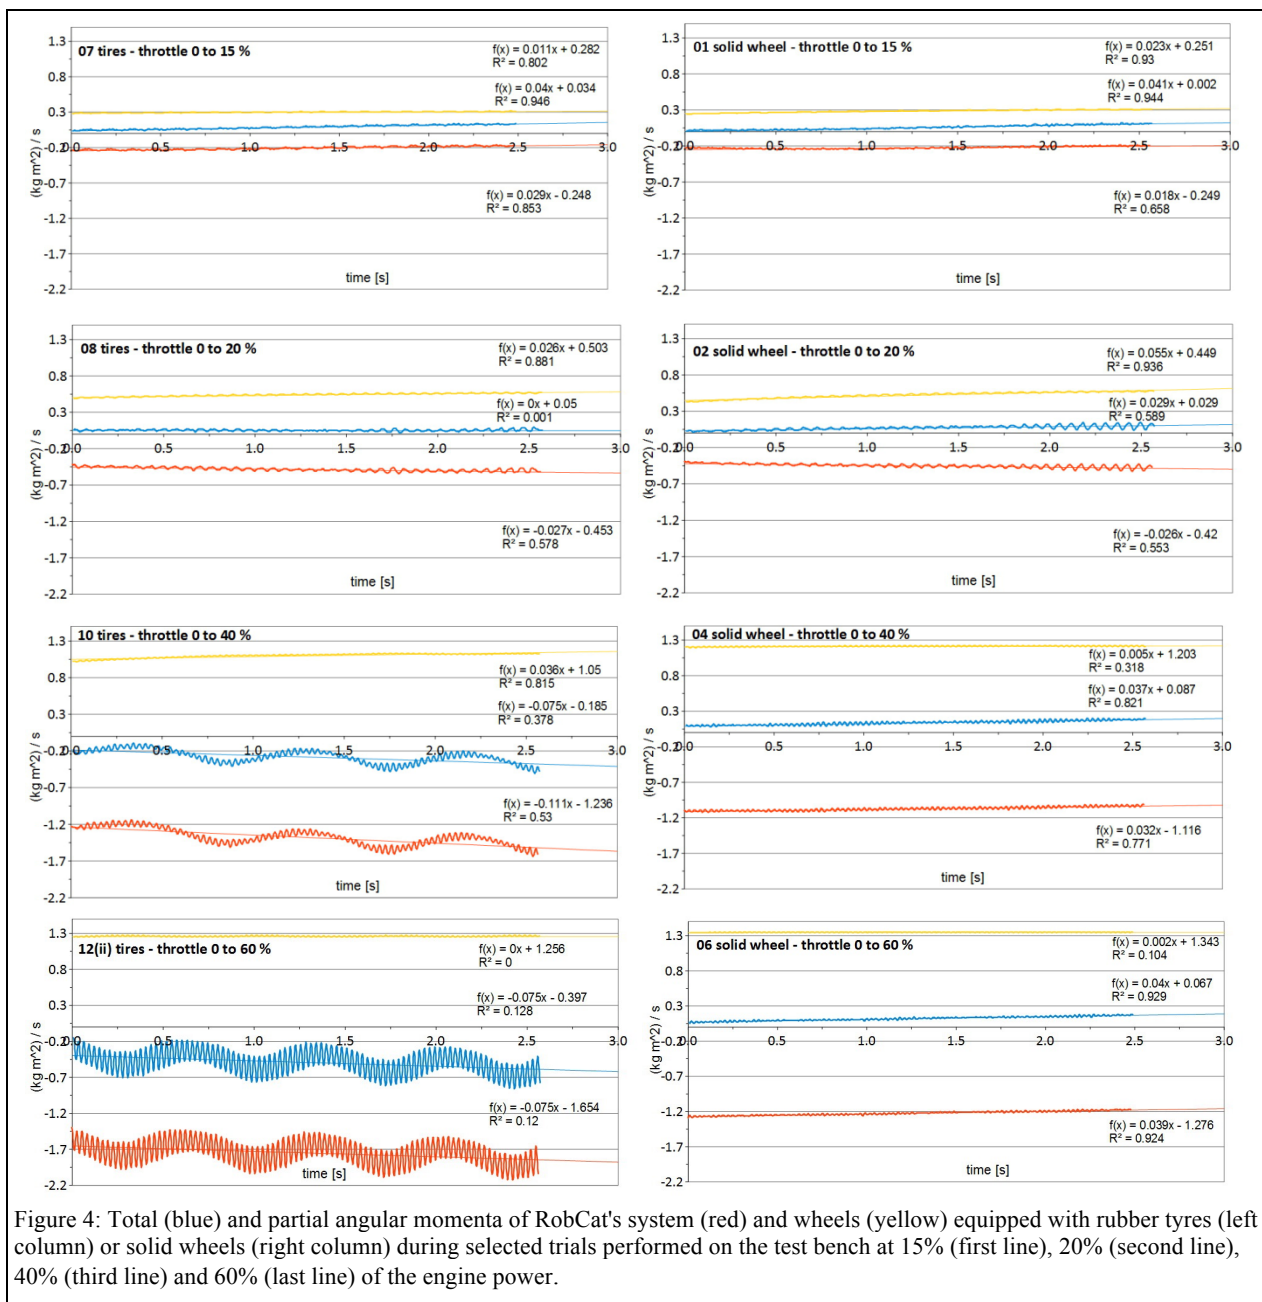 07 tires - throttle 0 to 15 %
f(x) = 0.011x + 0.282
R² = 0.802
f(x) = 0.04x + 0.034
R² = 0.946
f(x) = 0.029x - 0.248
R² = 0.853
1.3
0.8
0.3
-0.2
-0.7
-1.2
-1.7
-2.2
0.0
0.5
1.0
1.5
2.0
2.5
3.0
(kg m^2) / s
time [s]
01 solid wheel - throttle 0 to 15 %
f(x) = 0.023x + 0.251
R² = 0.93
f(x) = 0.041x + 0.002
R² = 0.944
f(x) = 0.018x - 0.249
R² = 0.658
1.3
0.8
0.3
-0.2
-0.7
-1.2
-1.7
-2.2
0.0
0.5
1.0
1.5
2.0
2.5
3.0
(kg m^2) / s
time [s]
08 tires - throttle 0 to 20 %
f(x) = 0.026x + 0.503
R² = 0.881
f(x) = 0x + 0.05
R² = 0.001
f(x) = -0.027x - 0.453
R² = 0.578
1.3
0.8
0.3
-0.2
-0.7
-1.2
-1.7
-2.2
0.0
0.5
1.0
1.5
2.0
2.5
3.0
(kg m^2) / s
time [s]
02 solid wheel - throttle 0 to 20 %
f(x) = 0.055x + 0.449
R² = 0.936
f(x) = 0.029x + 0.029
R² = 0.589
f(x) = -0.026x - 0.42
R² = 0.553
1.3
0.8
0.3
-0.2
-0.7
-1.2
-1.7
-2.2
0.0
0.5
1.0
1.5
2.0
2.5
3.0
(kg m^2) / s
time [s]
10 tires - throttle 0 to 40 %
f(x) = 0.036x + 1.05
R² = 0.815
f(x) = -0.075x - 0.185
R² = 0.378
f(x) = -0.111x - 1.236
R² = 0.53
1.3
0.8
0.3
-0.2
-0.7
-1.2
-1.7
-2.2
0.0
0.5
1.0
1.5
2.0
2.5
3.0
(kg m^2) / s
time [s]
04 solid wheel - throttle 0 to 40 %
f(x) = 0.005x + 1.203
R² = 0.318
f(x) = 0.037x + 0.087
R² = 0.821
f(x) = 0.032x - 1.116
R² = 0.771
1.3
0.8
0.3
-0.2
-0.7
-1.2
-1.7
-2.2
0.0
0.5
1.0
1.5
2.0
2.5
3.0
(kg m^2) / s
time [s]
12(ii) tires - throttle 0 to 60 %
f(x) = 0x + 1.256
R² = 0
f(x) = -0.075x - 0.397
R² = 0.128
f(x) = -0.075x - 1.654
R² = 0.12
1.3
0.8
0.3
-0.2
-0.7
-1.2
-1.7
-2.2
0.0
0.5
1.0
1.5
2.0
2.5
3.0
(kg m^2) / s
time [s]
06 solid wheel - throttle 0 to 60 %
f(x) = 0.002x + 1.343
R² = 0.104
f(x) = 0.04x + 0.067
R² = 0.929
f(x) = 0.039x - 1.276
R² = 0.924
1.3
0.8
0.3
-0.2
-0.7
-1.2
-1.7
-2.2
0.0
0.5
1.0
1.5
2.0
2.5
3.0
(kg m^2) / s
time [s]
Figure 4: Total (blue) and partial angular momenta of RobCat's system (red) and wheels (yellow) equipped with rubber tyres (left
column) or solid wheels (right column) during selected trials performed on the test bench at 15% (first line), 20% (second line),
40% (third line) and 60% (last line) of the engine power.